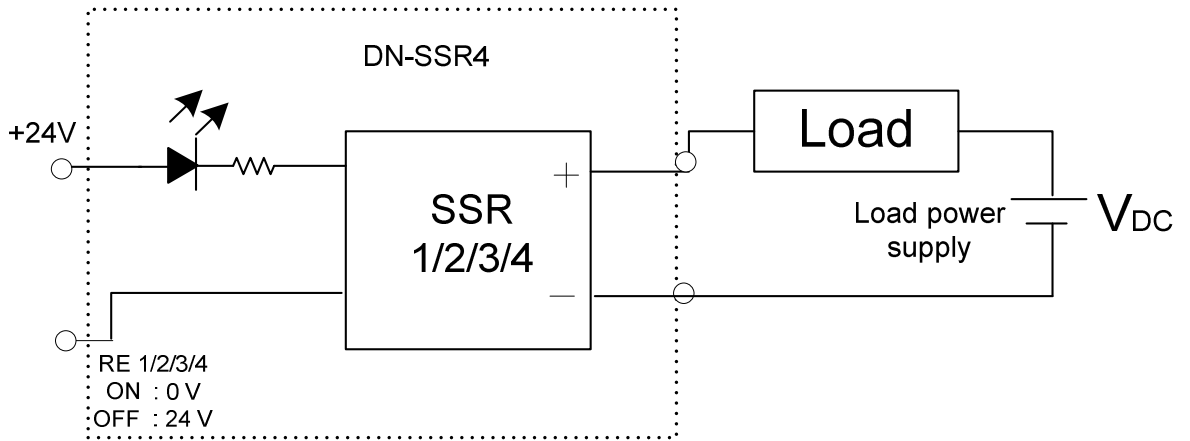 DN-SSR4
+24V
Load
SSR
1/2/3/4
+
−
Load power
supply
VDC
RE 1/2/3/4
ON : 0 V
OFF : 24 V